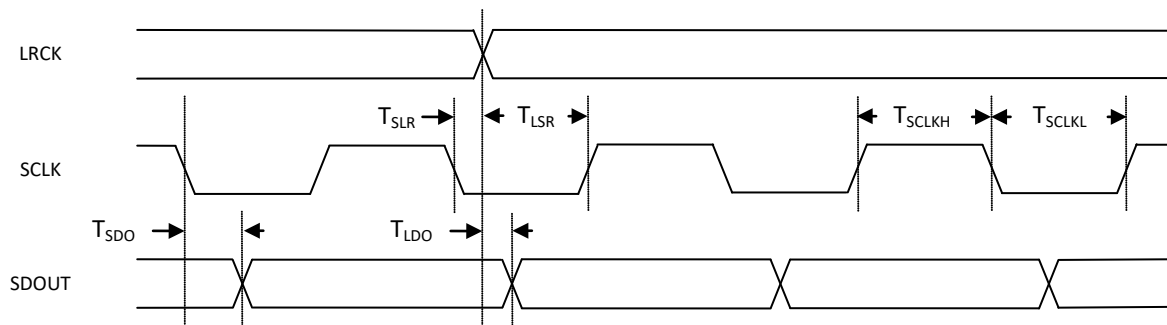 LRCK
T_SLR T_LSR T_SCLKH T_SCLKL
SCLK
T_SDO T_LDO
SDOUT